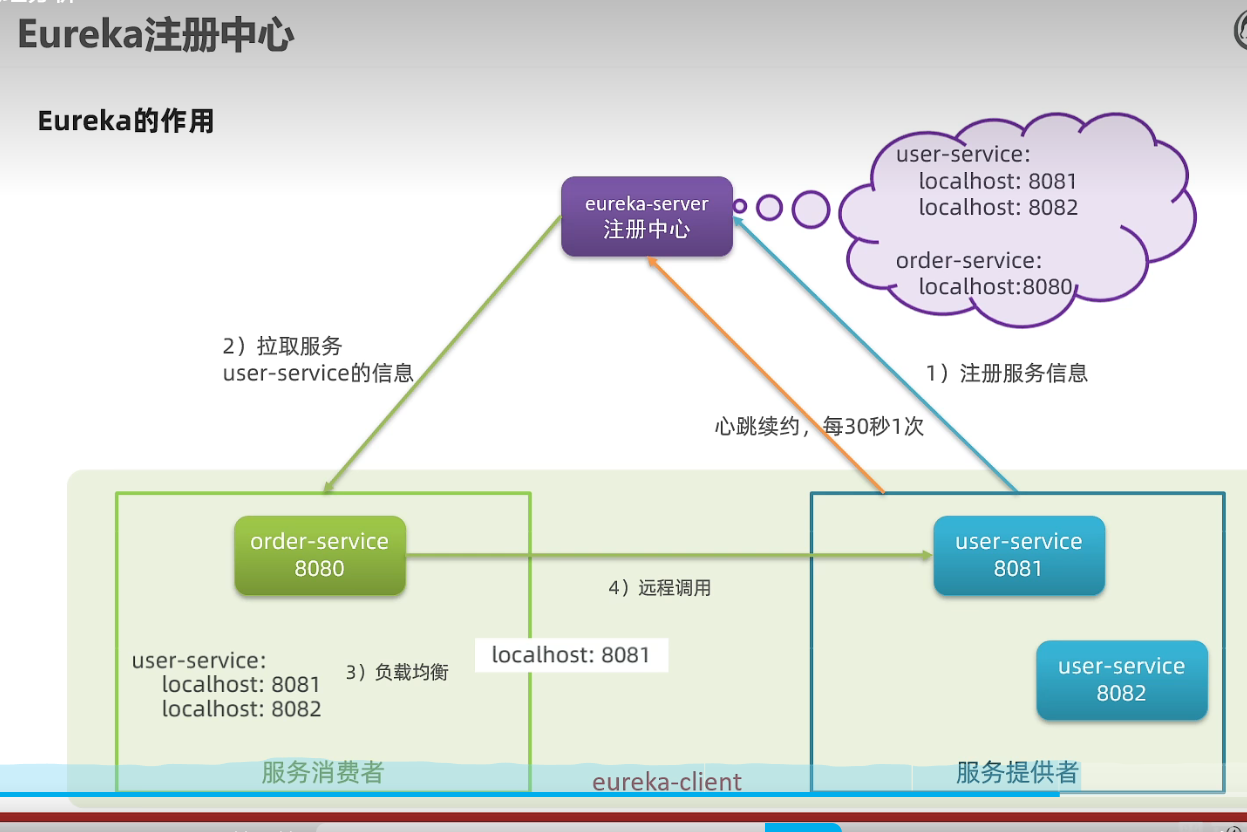 Eureka注册中心
Eureka的作用
eureka-server
注册中心
user-service:
localhost: 8081
localhost: 8082
order-service:
localhost:8080
2）拉取服务
user-service的信息
1）注册服务信息
心跳续约，每30秒1次
order-service
8080
user-service
8081
4）远程调用
user-service:
localhost: 8081
localhost: 8082
3）负载均衡
localhost: 8081
user-service
8082
服务消费者
eureka-client
服务提供者